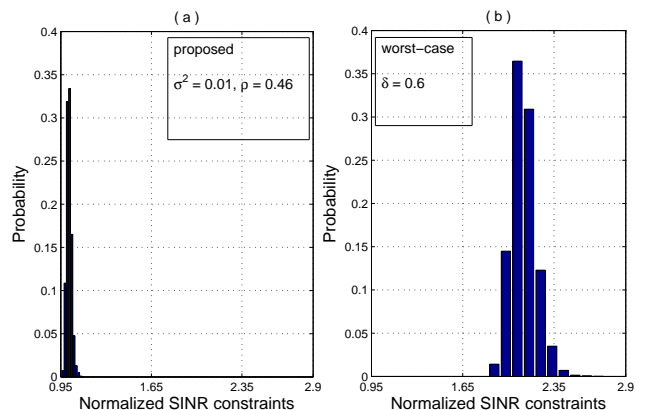 ( a )
proposed
σ² = 0.01, ρ = 0.46
0.4
0.35
0.3
0.25
0.2
0.15
0.1
0.05
0
Probability
0.95 1.65 2.35 2.9
Normalized SINR constraints
( b )
worst-case
δ = 0.6
0.4
0.35
0.3
0.25
0.2
0.15
0.1
0.05
0
Probability
0.95 1.65 2.35 2.9
Normalized SINR constraints